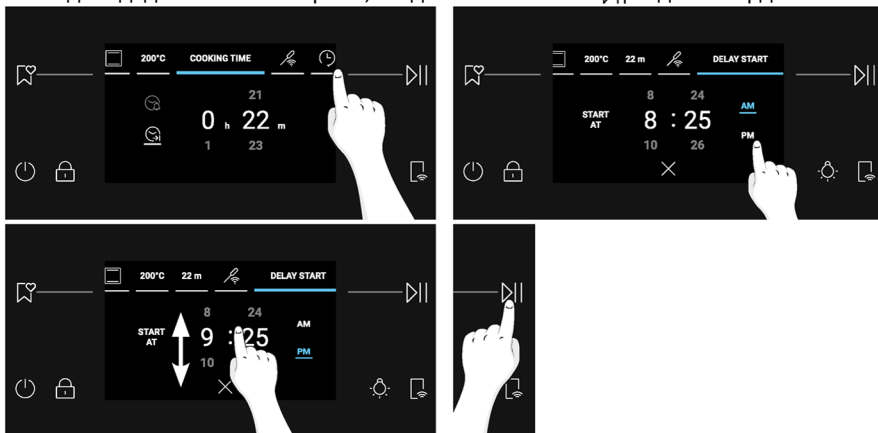 200°C COOKING TIME
21
0 h 22 m
1 23
200°C 22 m DELAY START
8 24 AM
START AT 8 : 25
PM
10 26
200°C 22 m DELAY START
8 24 AM
START AT 9 : 25
PM
10